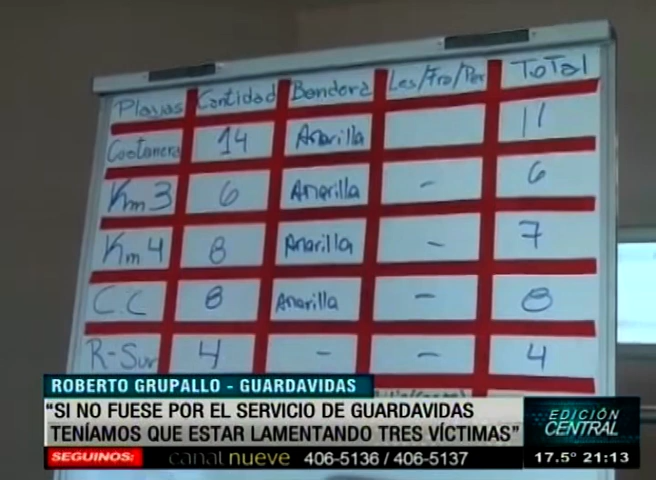 Playas Cantidad Bandera Les/Fra/Per Total
Costanera 14 Amarilla 11
Km 3 6 Amarilla - 6
Km 4 8 Amarilla - 7
C.C 8 Amarilla - 8
R-Sur 4 - - 4
ROBERTO GRUPALLO - GUARDAVIDAS
"SI NO FUESE POR EL SERVICIO DE GUARDAVIDAS
TENÍAMOS QUE ESTAR LAMENTANDO TRES VÍCTIMAS"
EDICIÓN
CENTRAL
SEGUINOS: canal nueve 406-5136 / 406-5137
17.5° 21:13